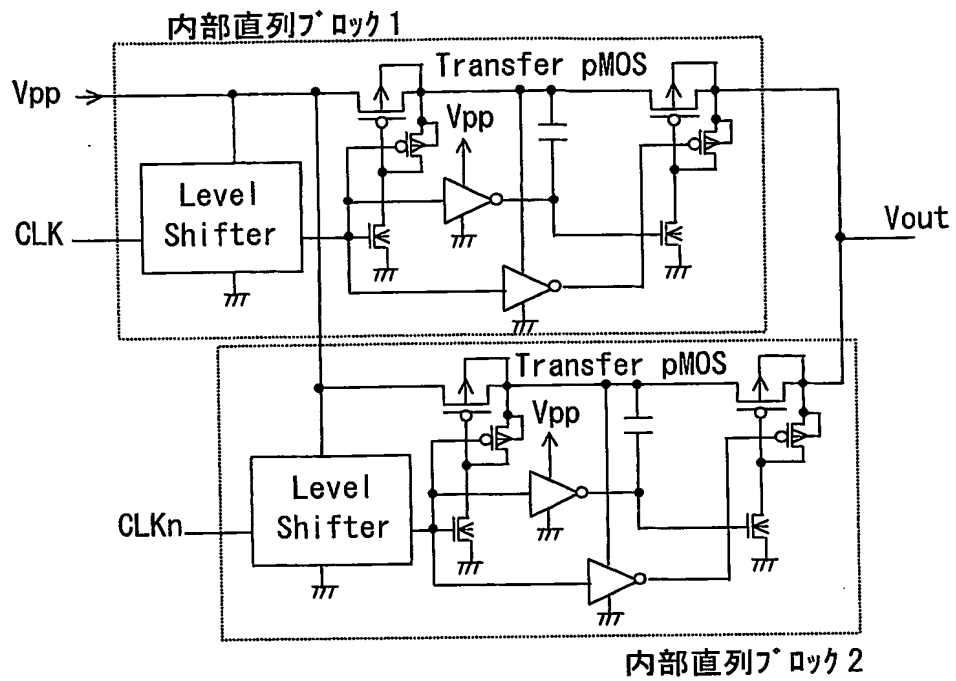 内部直列ブロック1
Transfer pMOS
Vpp
Vpp
Level
Shifter
CLK
Vout
Transfer pMOS
Vpp
Level
Shifter
CLKn
内部直列ブロック2